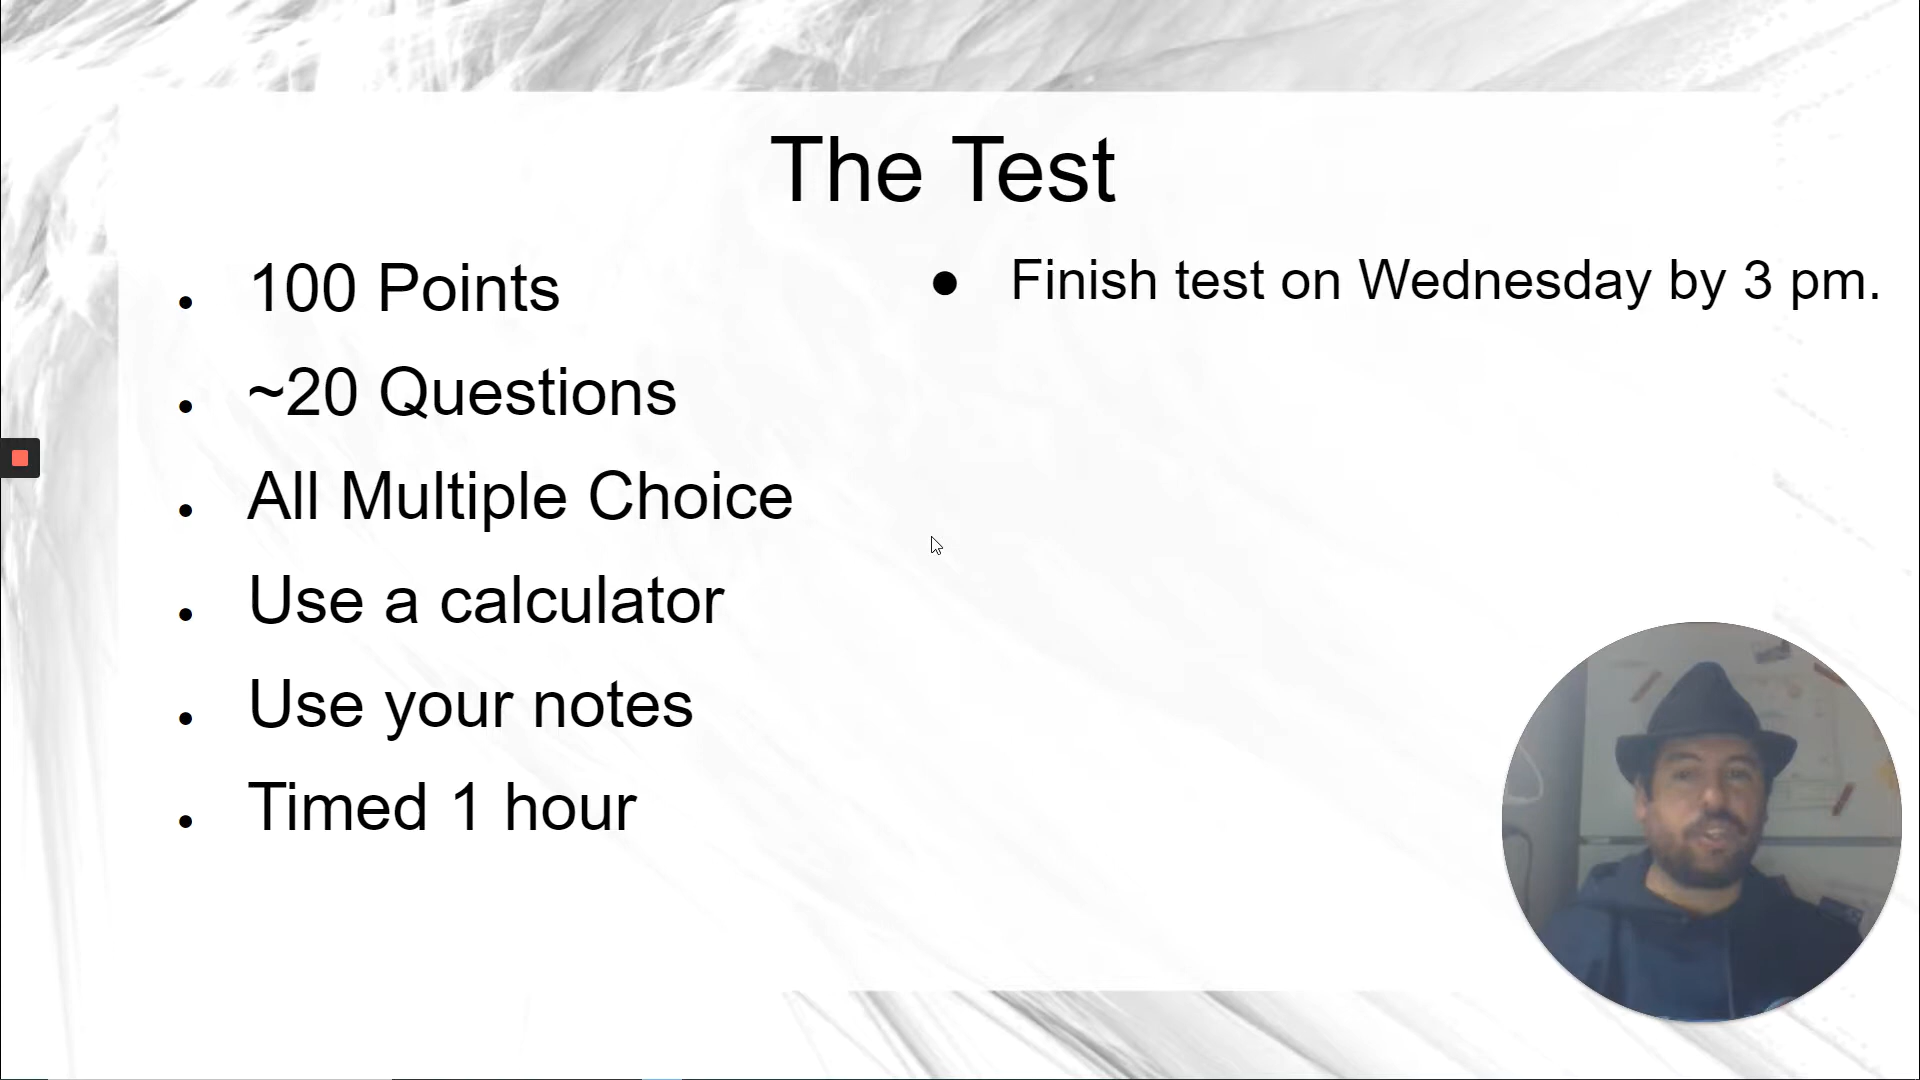 The Test
• 100 Points
• ~20 Questions
• All Multiple Choice
• Use a calculator
• Use your notes
• Timed 1 hour
● Finish test on Wednesday by 3 pm.